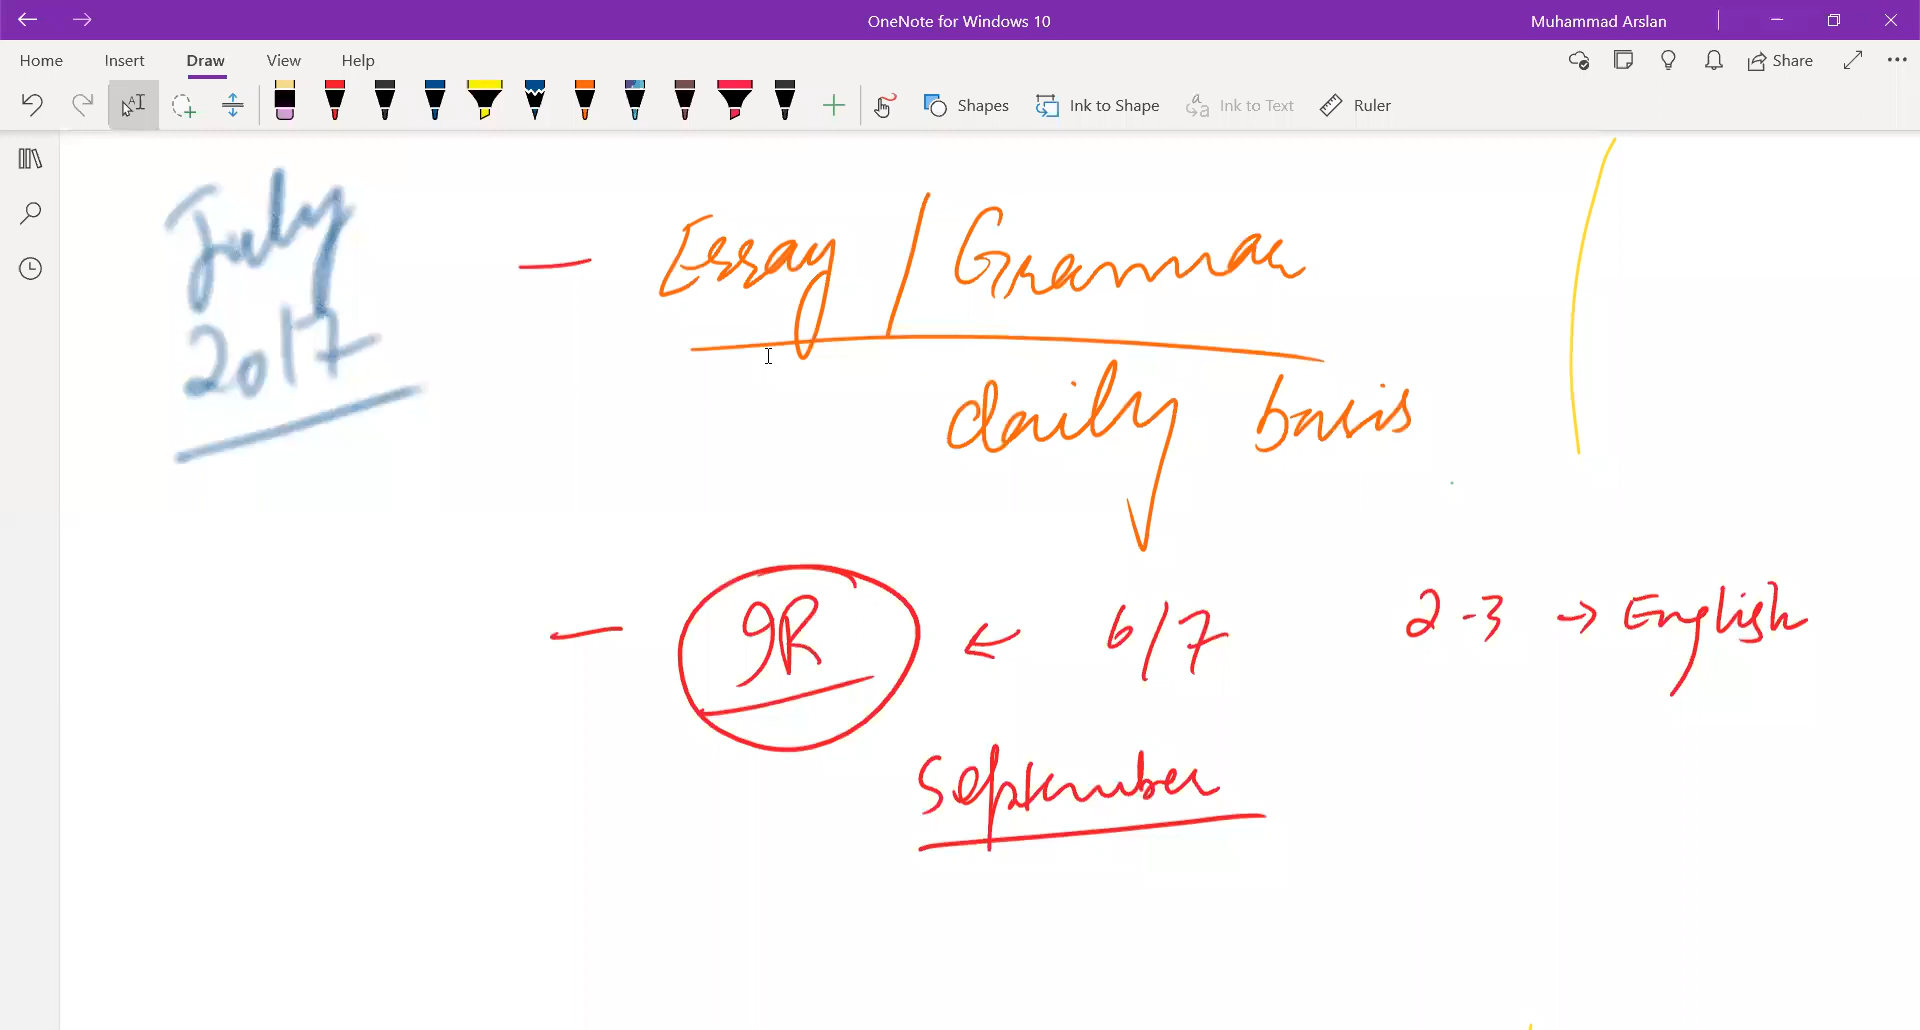 OneNote for Windows 10
Muhammad Arslan
Home Insert Draw View Help
Share
Shapes Ink to Shape Ink to Text Ruler
July
2017
- Essay / Grammar
daily basis
- IR ← 6/7
2-3 → English
September